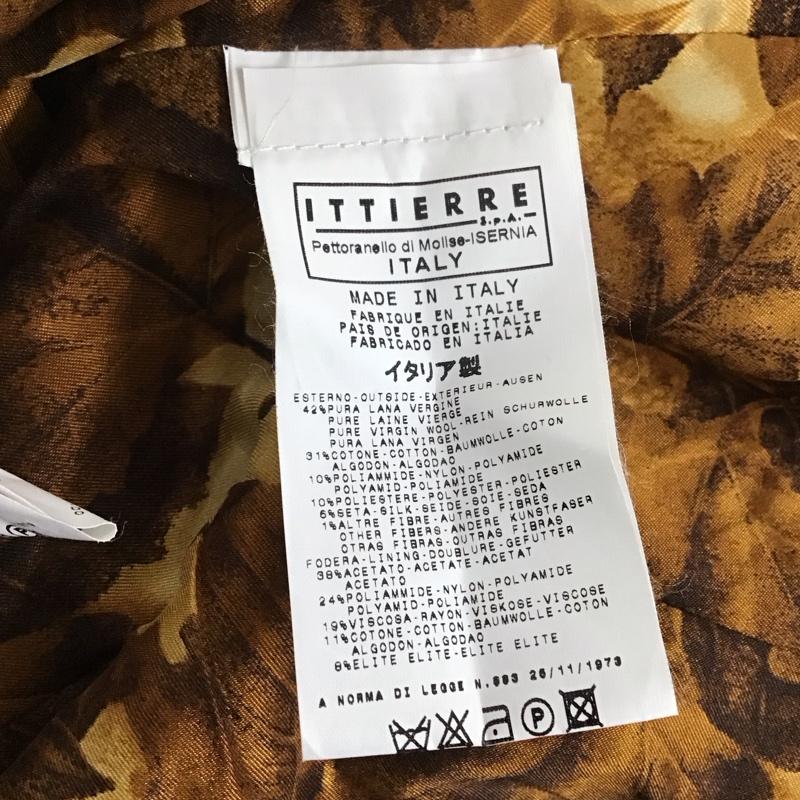 ITTIERRE
S.p.A.
Pettoranello di Molise-ISERNIA
ITALY
MADE IN ITALY
FABRIQUE EN ITALIE
PAIS DE ORIGEN:ITALIE
FABRICADO EN ITALIA
イタリア製
ESTERNO-OUTSIDE-EXTERIEUR-AUSEN
42%PURA LANA VERGINE
PURE LAINE VIERGE
PURE VIRGIN WOOL-REIN SCHURWOLLE
PURA LANA VIRGEN
31%COTONE-COTTON-BAUMWOLLE-COTON
ALGODON-ALGODAO
10%POLIAMMIDE-NYLON-POLYAMIDE
POLYAMID-POLIAMIDE
10%POLIESTERE-POLYESTER-POLIESTER
6%SETA-SILK-SEIDE-SOIE-SEDA
1%ALTRE FIBRE-AUTRES FIBRES
OTHER FIBERS-ANDERE KUNSTFASER
OTRAS FIBRAS-OUTRAS FIBRAS
FODERA-LINING-DOUBLURE-GEFUTTER
38%ACETATO-ACETATE-ACETAT
ACETATO
24%POLIAMMIDE-NYLON-POLYAMIDE
POLYAMID-POLIAMIDE
19%VISCOSA-RAYON-VISKOSE-VISCOSE
11%COTONE-COTTON-BAUMWOLLE-COTON
ALGODON-ALGODAO
8%ELITE ELITE-ELITE ELITE
A NORMA DI LEGGE N.883 26/11/1973
P